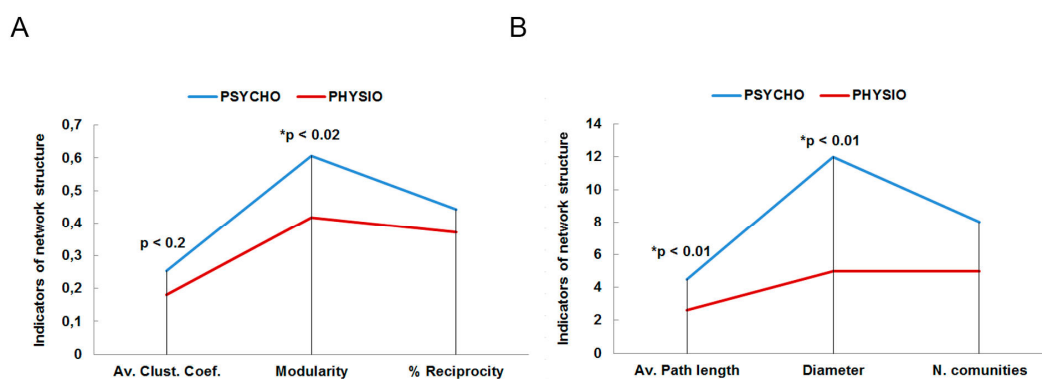 A
B
PSYCHO PHYSIO
PSYCHO PHYSIO
Indicators of network structure
0,7
0,6
0,5
0,4
0,3
0,2
0,1
0
*p < 0.02
p < 0.2
Av. Clust. Coef. Modularity % Reciprocity
Indicators of network structure
14
12
10
8
6
4
2
0
*p < 0.01
*p < 0.01
Av. Path length Diameter N. comunities